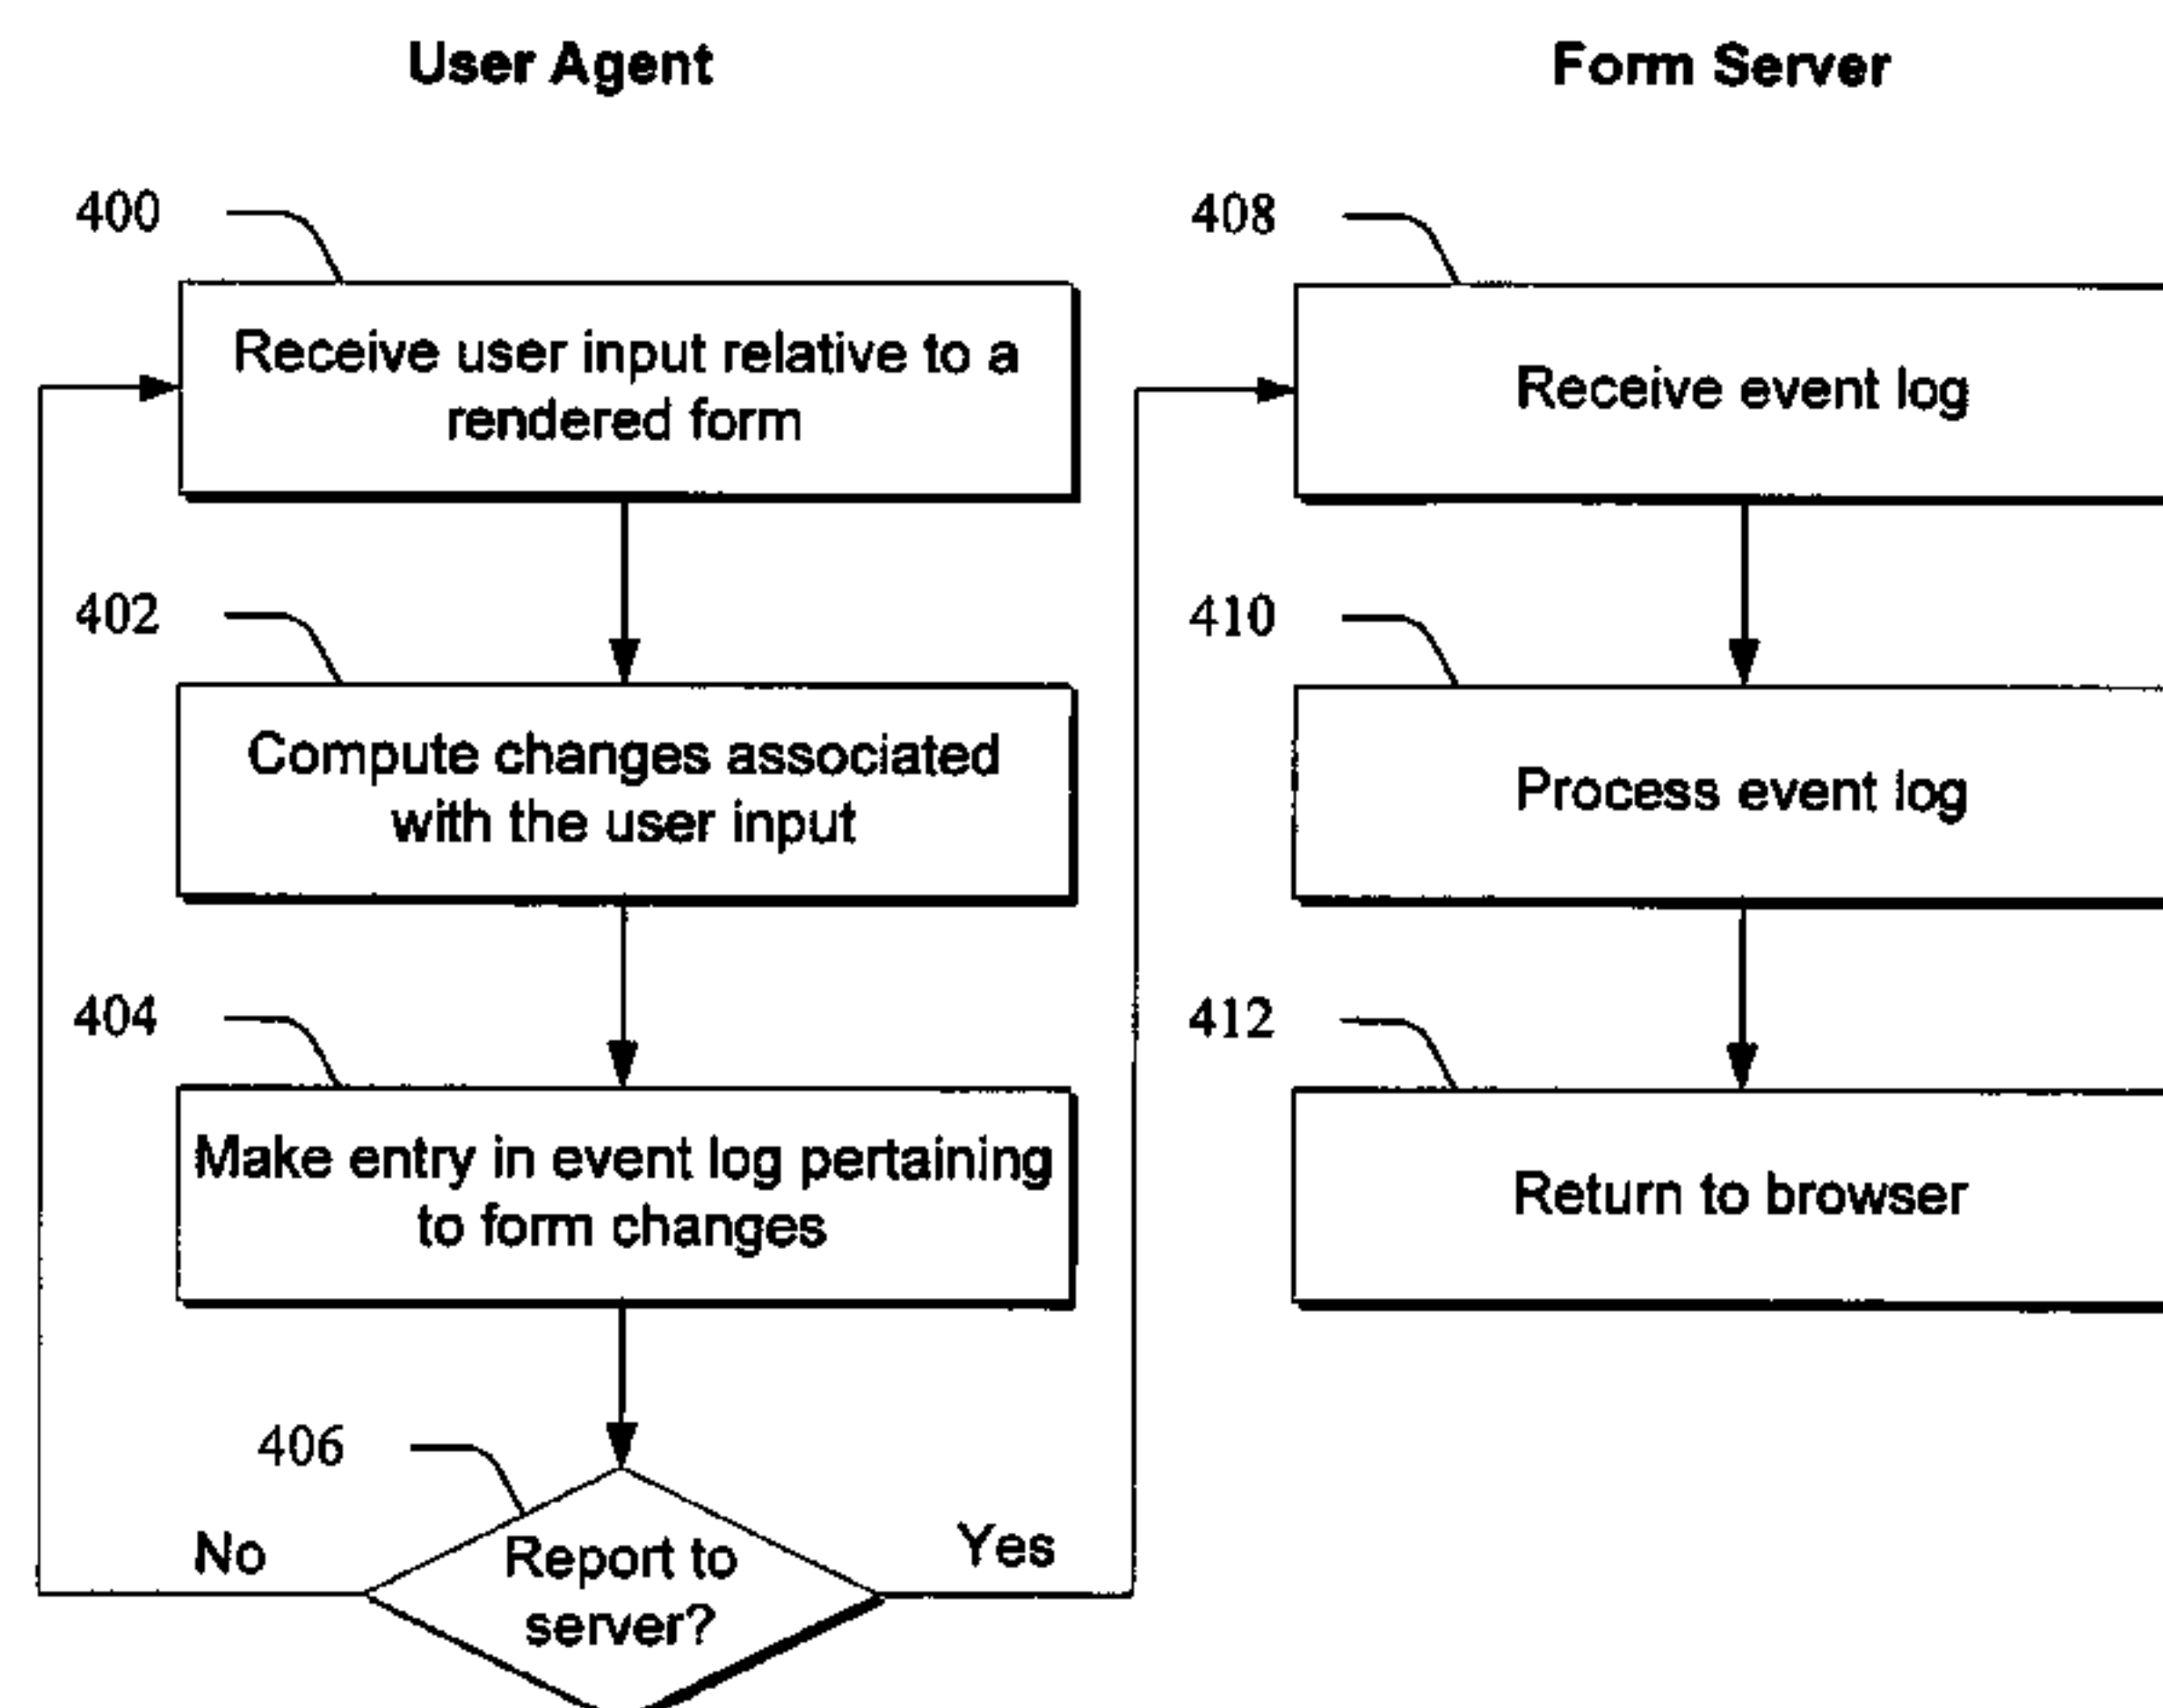 User Agent
Form Server
400
Receive user input relative to a
rendered form
402
Compute changes associated
with the user input
404
Make entry in event log pertaining
to form changes
406
Report to
server?
No
Yes
408
Receive event log
410
Process event log
412
Return to browser